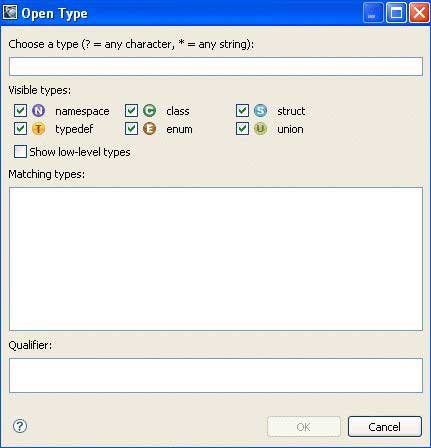 Open Type
Choose a type (? = any character, * = any string):
Visible types:
N namespace C class S struct
T typedef E enum U union
Show low-level types
Matching types:
Qualifier:
? OK Cancel